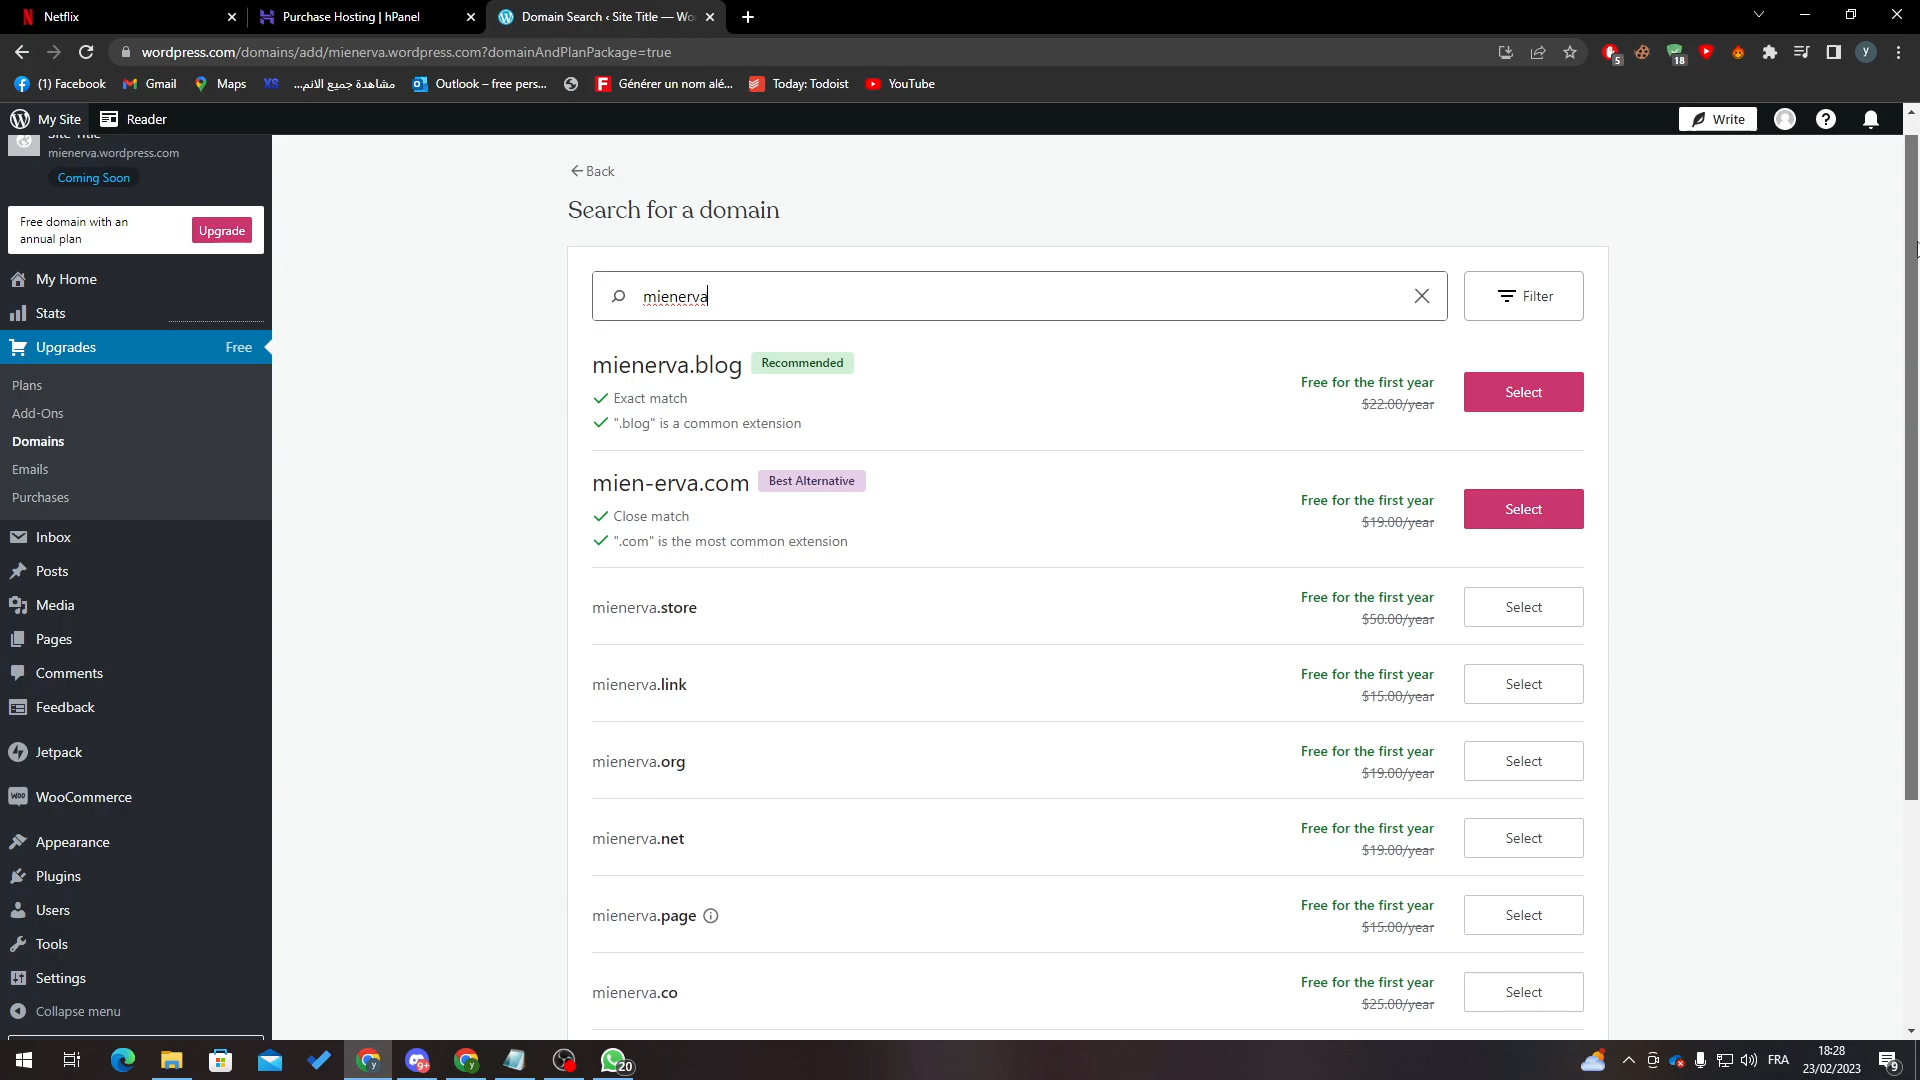 Netflix
Purchase Hosting | hPanel
Domain Search ‹ Site Title — Wor
wordpress.com/domains/add/mienerva.wordpress.com?domainAndPlanPackage=true
5
18
y
(1) Facebook
Gmail
Maps
XS
مشاهدة جميع الانم...
Outlook – free pers...
Générer un nom alé...
Today: Todoist
YouTube
My Site
Reader
Write
mienerva.wordpress.com
Coming Soon
Free domain with an
annual plan
Upgrade
My Home
Stats
Upgrades
Free
Plans
Add-Ons
Domains
Emails
Purchases
Inbox
Posts
Media
Pages
Comments
Feedback
Jetpack
WooCommerce
Appearance
Plugins
Users
Tools
Settings
Collapse menu
Back
Search for a domain
mienerva
Filter
mienerva.blog
Recommended
Exact match
".blog" is a common extension
Free for the first year
$22.00/year
Select
mien-erva.com
Best Alternative
Close match
".com" is the most common extension
Free for the first year
$19.00/year
Select
mienerva.store
Free for the first year
$50.00/year
Select
mienerva.link
Free for the first year
$15.00/year
Select
mienerva.org
Free for the first year
$19.00/year
Select
mienerva.net
Free for the first year
$19.00/year
Select
mienerva.page
Free for the first year
$15.00/year
Select
mienerva.co
Free for the first year
$25.00/year
Select
9+
20
FRA
18:28
23/02/2023
9